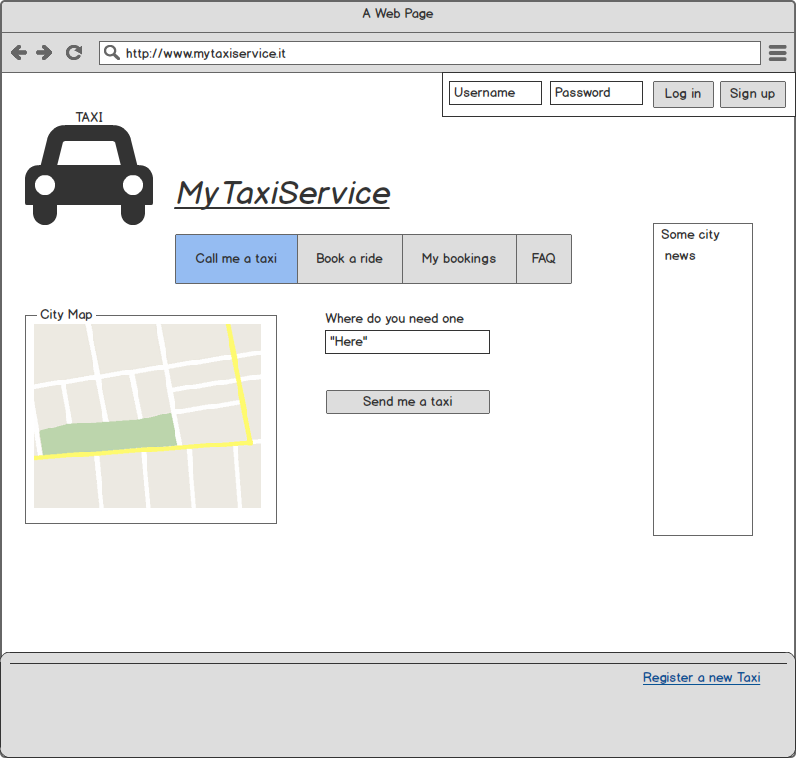 A Web Page
http://www.mytaxiservice.it
Username Password Log in Sign up
TAXI
MyTaxiService
Call me a taxi Book a ride My bookings FAQ
Some city
news
City Map
Where do you need one
"Here"
Send me a taxi
Register a new Taxi